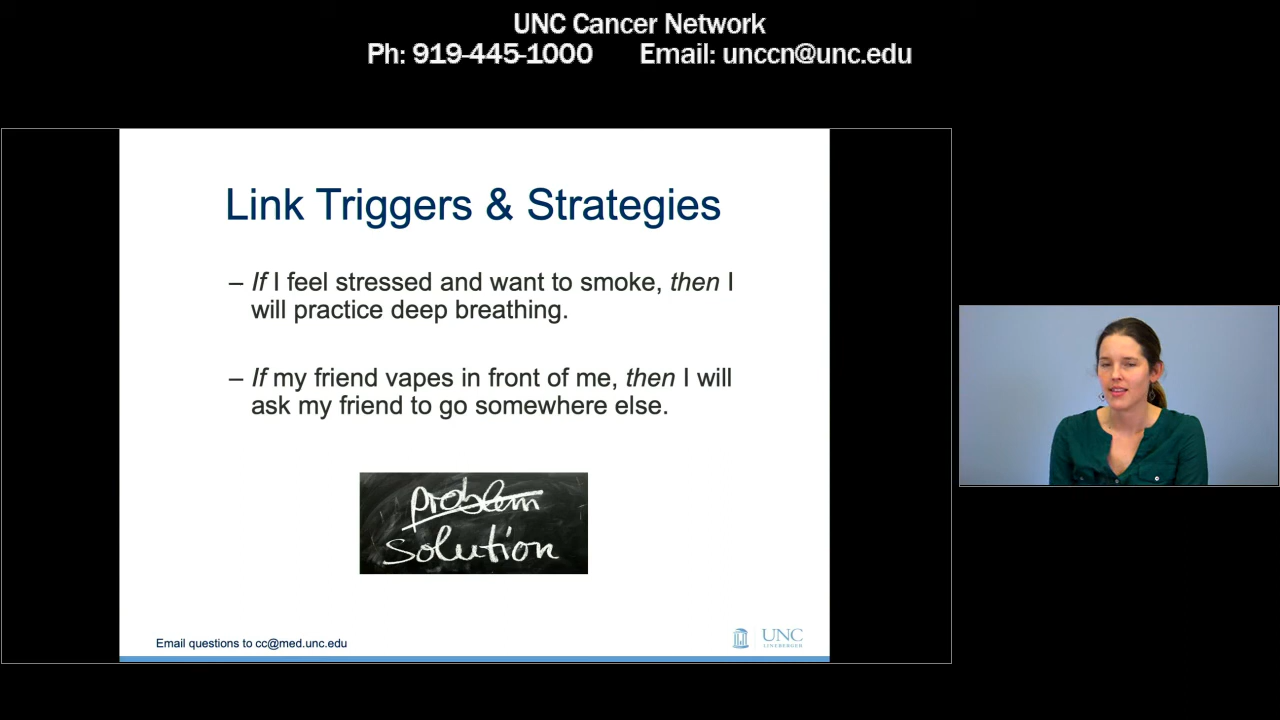 UNC Cancer Network
Ph: 919-445-1000 Email: unccn@unc.edu
Link Triggers & Strategies
– If I feel stressed and want to smoke, then I
will practice deep breathing.
– If my friend vapes in front of me, then I will
ask my friend to go somewhere else.
problem
solution
Email questions to cc@med.unc.edu
UNC
LINEBERGER